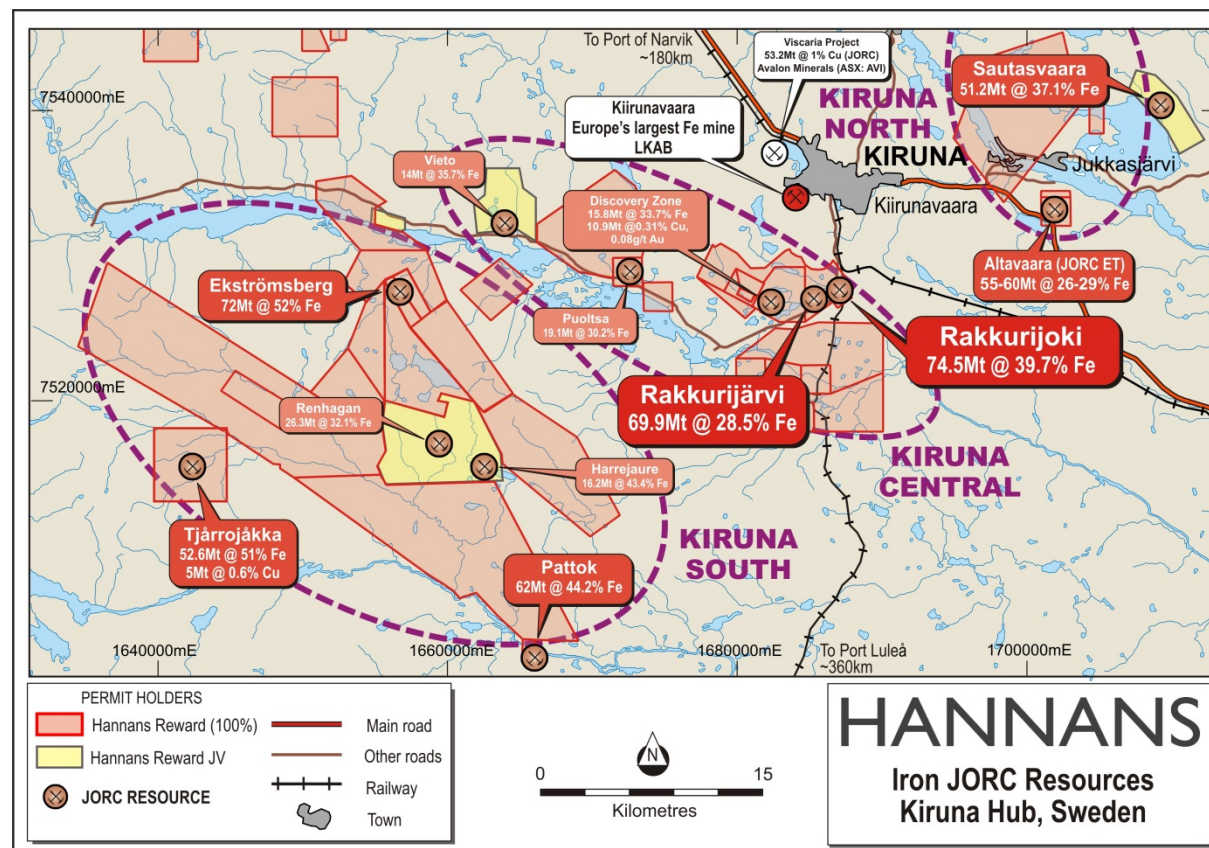 To Port of Narvik
~180km
Viscaria Project
53.2Mt @ 1% Cu (JORC)
Avalon Minerals (ASX: AVI)
Sautasvaara
51.2Mt @ 37.1% Fe
7540000mE
KIRUNA
NORTH
Kiirunavaara
Europe's largest Fe mine
LKAB
KIRUNA
Jukkasjärvi
Vieto
14Mt @ 35.7% Fe
Discovery Zone
15.8Mt @ 33.7% Fe
10.9Mt @0.31% Cu,
0.08g/t Au
Kiirunavaara
Altavaara (JORC ET)
55-60Mt @ 26-29% Fe
Ekströmsberg
72Mt @ 52% Fe
Puoltsa
19.1Mt @ 30.2% Fe
Rakkurijoki
74.5Mt @ 39.7% Fe
7520000mE
Rakkurijärvi
69.9Mt @ 28.5% Fe
Renhagan
26.3Mt @ 32.1% Fe
Harrejaure
16.2Mt @ 43.4% Fe
KIRUNA
CENTRAL
Tjårrojåkka
52.6Mt @ 51% Fe
5Mt @ 0.6% Cu
KIRUNA
SOUTH
Pattok
62Mt @ 44.2% Fe
1640000mE
1660000mE
1680000mE
1700000mE
To Port Luleå
~360km
PERMIT HOLDERS
Hannans Reward (100%)
Hannans Reward JV
JORC RESOURCE
Main road
Other roads
Railway
Town
N
0
15
Kilometres
HANNANS
Iron JORC Resources
Kiruna Hub, Sweden